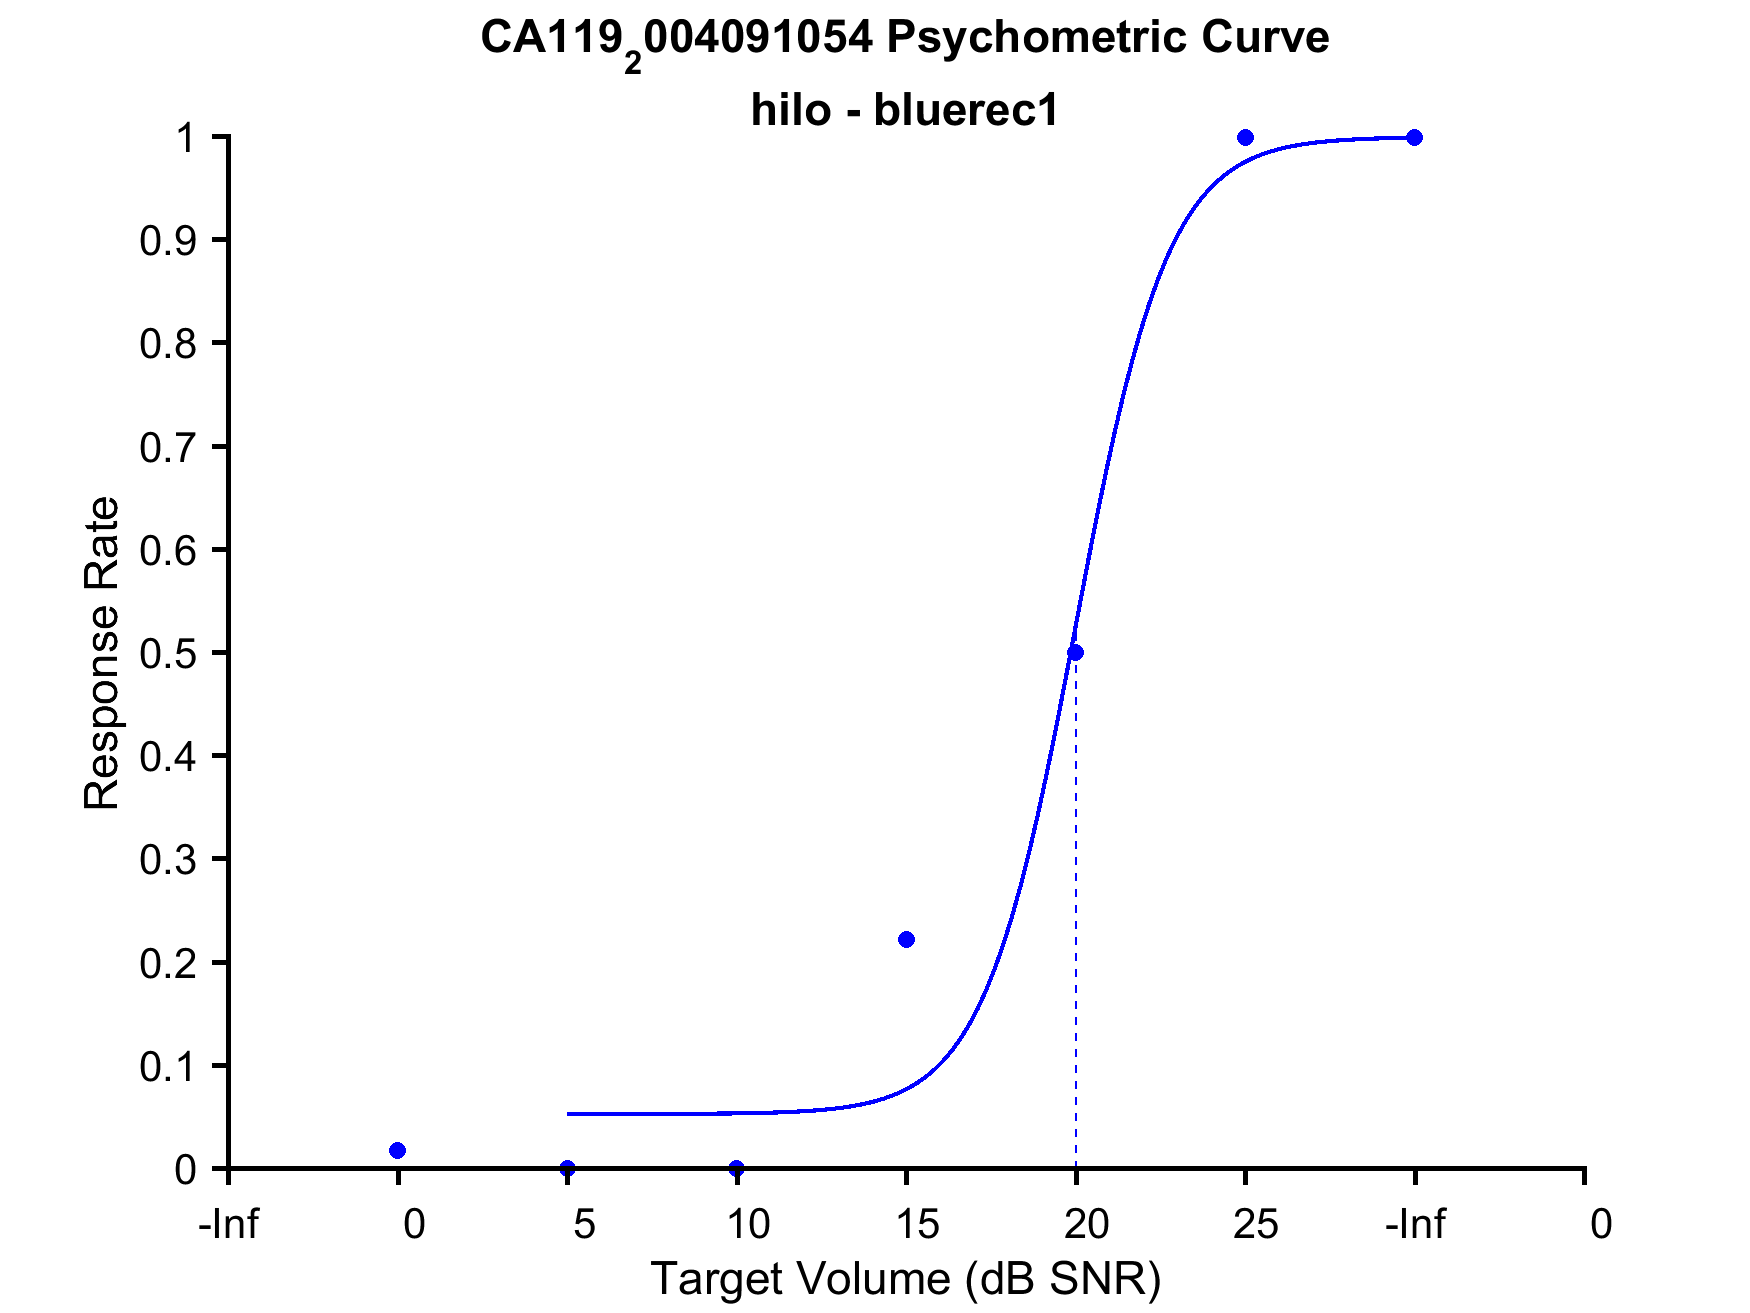 CA119₂004091054 Psychometric Curve
hilo - bluerec1
1
0.9
0.8
0.7
0.6
0.5
0.4
0.3
0.2
0.1
0
Response Rate
-Inf 0 5 10 15 20 25 -Inf 0
Target Volume (dB SNR)